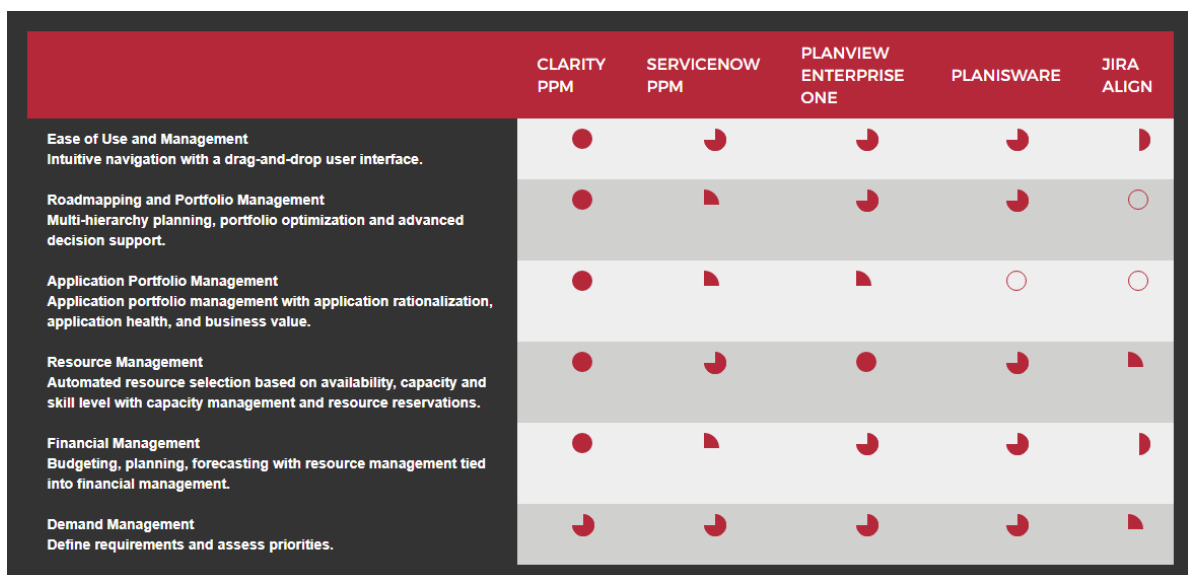 CLARITY PPM
SERVICENOW PPM
PLANVIEW ENTERPRISE ONE
PLANISWARE
JIRA ALIGN
Ease of Use and Management
Intuitive navigation with a drag-and-drop user interface.
Roadmapping and Portfolio Management
Multi-hierarchy planning, portfolio optimization and advanced
decision support.
Application Portfolio Management
Application portfolio management with application rationalization,
application health, and business value.
Resource Management
Automated resource selection based on availability, capacity and
skill level with capacity management and resource reservations.
Financial Management
Budgeting, planning, forecasting with resource management tied
into financial management.
Demand Management
Define requirements and assess priorities.